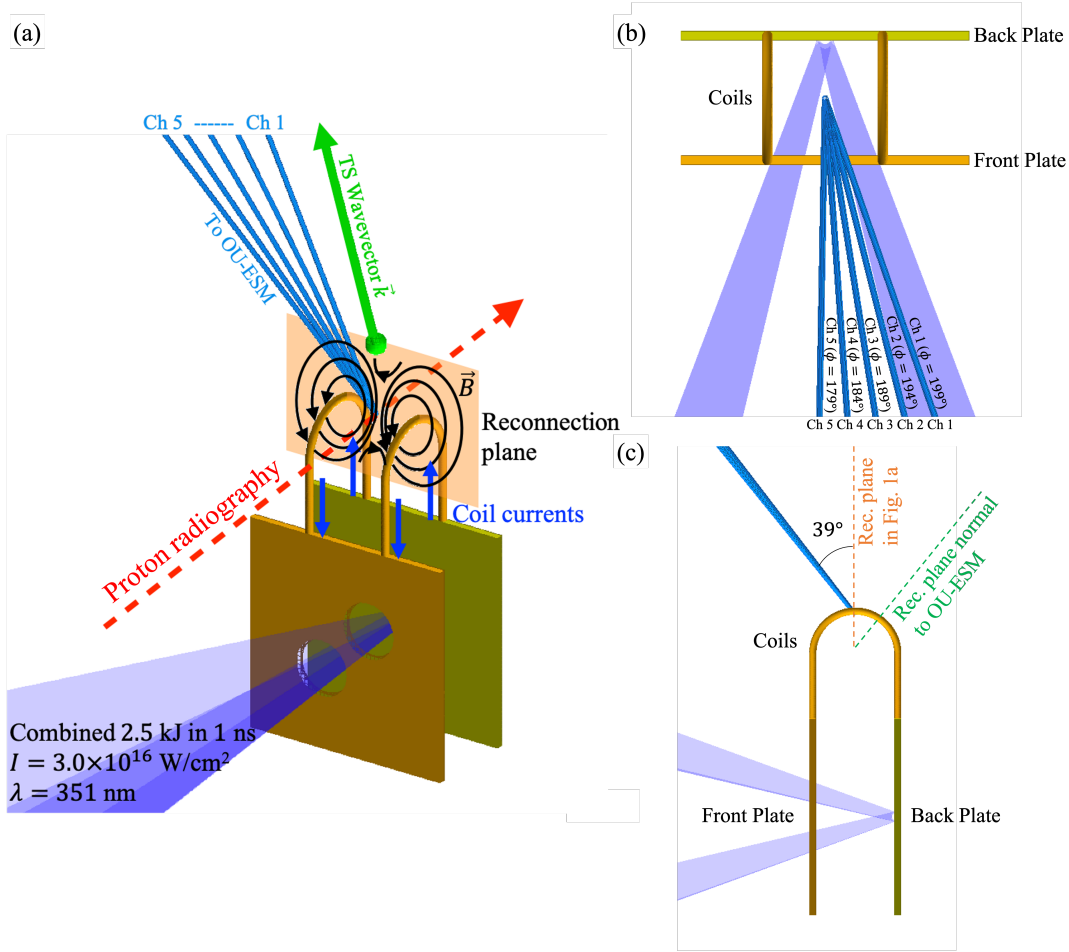 (a)
Ch 5 ------ Ch 1
To OU-ESM
TS Wavevector k⃗
B⃗
Reconnection
plane
Proton radiography
Coil currents
Combined 2.5 kJ in 1 ns
I = 3.0×10¹⁶ W/cm²
λ = 351 nm
(b)
Back Plate
Coils
Front Plate
Ch 5 (ϕ = 179°)
Ch 4 (ϕ = 184°)
Ch 3 (ϕ = 189°)
Ch 2 (ϕ = 194°)
Ch 1 (ϕ = 199°)
Ch 5 Ch 4 Ch 3 Ch 2 Ch 1
(c)
39°
Rec. plane
in Fig. 1a
Rec. plane normal
to OU-ESM
Coils
Front Plate
Back Plate